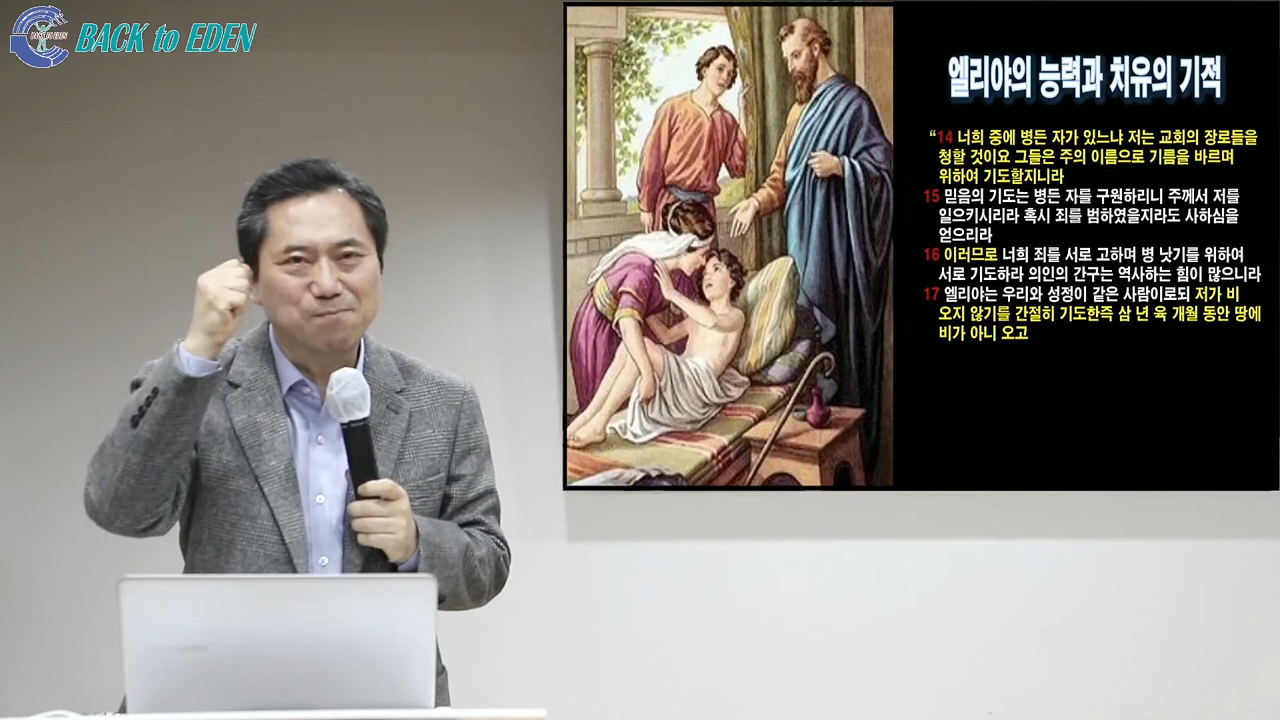 BACK to EDEN
엘리야의 능력과 치유의 기적
“14 너희 중에 병든 자가 있느냐 저는 교회의 장로들을
청할 것이요 그들은 주의 이름으로 기름을 바르며
위하여 기도할지니라
15 믿음의 기도는 병든 자를 구원하리니 주께서 저를
일으키시리라 혹시 죄를 범하였을지라도 사하심을
얻으리라
16 이러므로 너희 죄를 서로 고하며 병 낫기를 위하여
서로 기도하라 의인의 간구는 역사하는 힘이 많으니라
17 엘리야는 우리와 성정이 같은 사람이로되 저가 비
오지 않기를 간절히 기도한즉 삼 년 육 개월 동안 땅에
비가 아니 오고